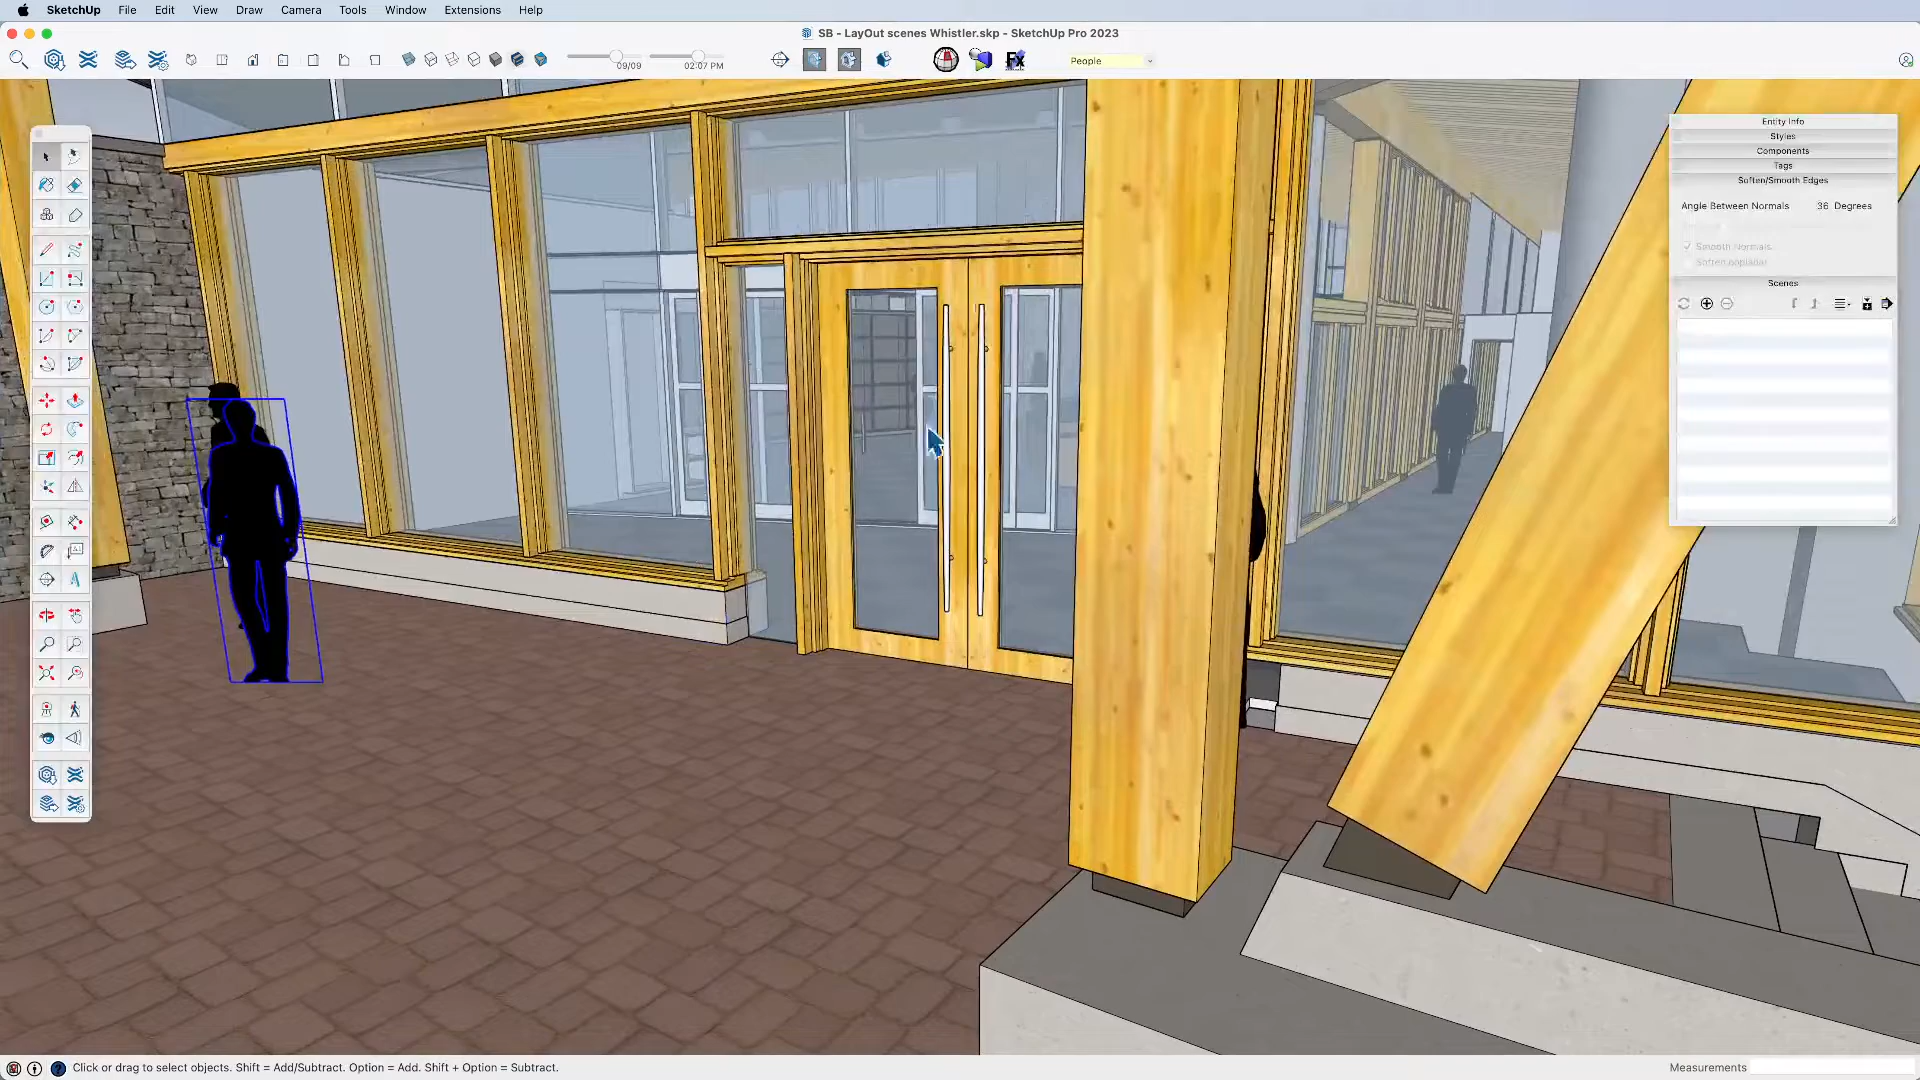 SketchUp File Edit View Draw Camera Tools Window Extensions Help
SB - LayOut scenes Whistler.skp - SketchUp Pro 2023
09/09 02:07 PM People
Entity Info
Styles
Components
Tags
Soften/Smooth Edges
Angle Between Normals 36 Degrees
Smooth Normals
Soften coplanar
Scenes
Click or drag to select objects. Shift = Add/Subtract. Option = Add. Shift + Option = Subtract.
Measurements